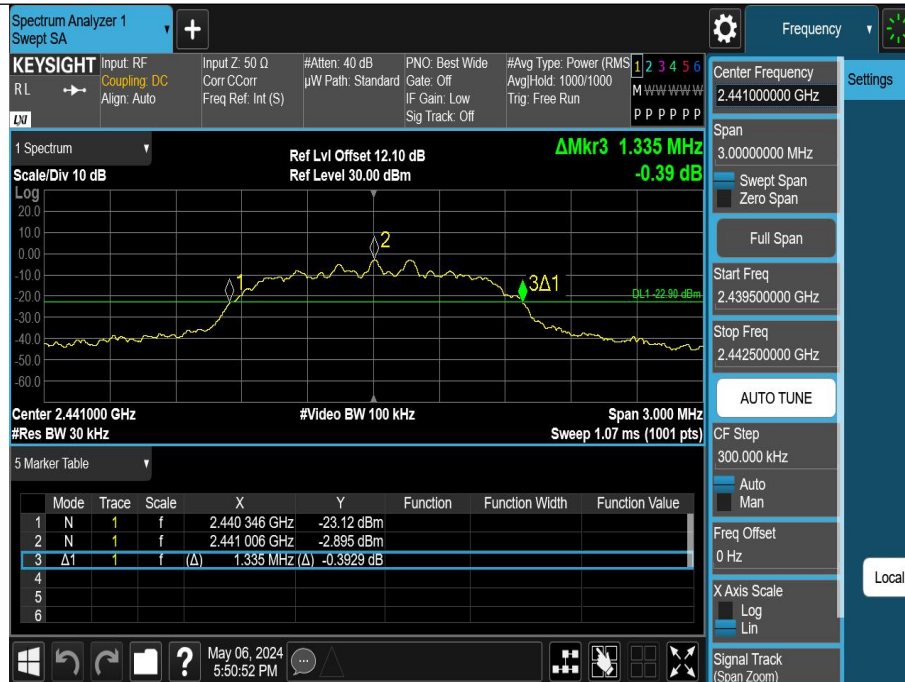 Spectrum Analyzer 1
Swept SA
Frequency
KEYSIGHT
RL
LXI
Input: RF
Coupling: DC
Align: Auto
Input Z: 50 Ω
Corr CCorr
Freq Ref: Int (S)
#Atten: 40 dB
µW Path: Standard
PNO: Best Wide
Gate: Off
IF Gain: Low
Sig Track: Off
#Avg Type: Power (RMS
Avg|Hold: 1000/1000
Trig: Free Run
1 2 3 4 5 6
M W W W W W
P P P P P P
1 Spectrum
Scale/Div 10 dB
Ref Lvl Offset 12.10 dB
Ref Level 30.00 dBm
ΔMkr3 1.335 MHz
-0.39 dB
Log
20.0
10.0
0.00
-10.0
-20.0
-30.0
-40.0
-50.0
-60.0
1
2
3Δ1
DL1 -22.90 dBm
Center 2.441000 GHz
#Video BW 100 kHz
Span 3.000 MHz
#Res BW 30 kHz
Sweep 1.07 ms (1001 pts)
5 Marker Table
Mode Trace Scale X Y Function Function Width Function Value
1 N 1 f 2.440 346 GHz -23.12 dBm
2 N 1 f 2.441 006 GHz -2.895 dBm
3 Δ1 1 f (Δ) 1.335 MHz (Δ) -0.3929 dB
4
5
6
?
May 06, 2024
5:50:52 PM
Center Frequency
2.441000000 GHz
Settings
Span
3.00000000 MHz
Swept Span
Zero Span
Full Span
Start Freq
2.439500000 GHz
Stop Freq
2.442500000 GHz
AUTO TUNE
CF Step
300.000 kHz
Auto
Man
Freq Offset
0 Hz
Local
X Axis Scale
Log
Lin
Signal Track
(Span Zoom)